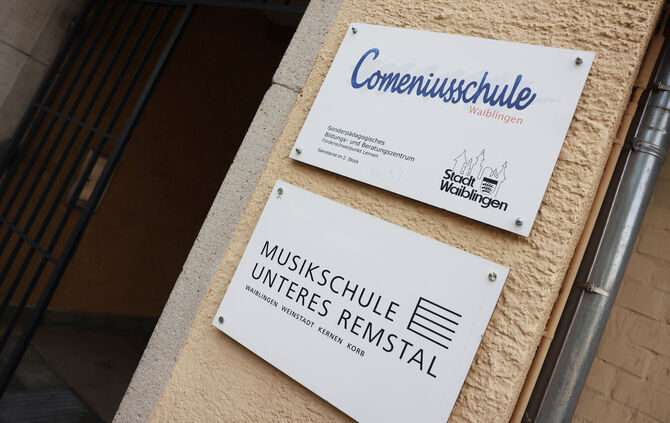 Comeniusschule
Waiblingen
Sonderpädagogisches
Bildungs- und Beratungszentrum
Förderschwerpunkt Lernen
Sekretariat im 2. Stock
Stadt
Waiblingen
MUSIKSCHULE
UNTERES REMSTAL
WAIBLINGEN WEINSTADT KERNEN KORB